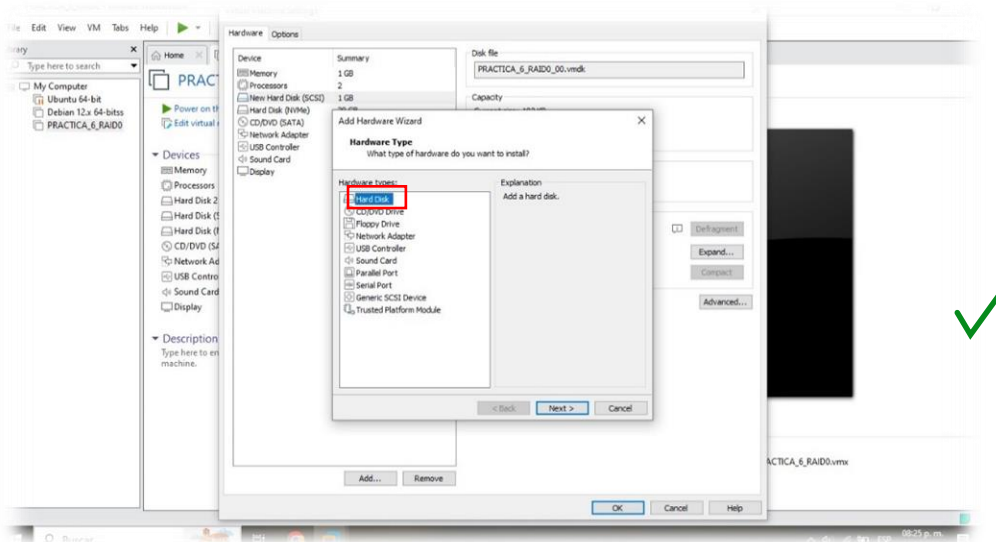 File Edit View VM Tabs Help
Type here to search
My Computer
Ubuntu 64-bit
Debian 12.x 64-bitss
PRACTICA_6_RAID0
Home
PRACT
Power on th
Edit virtual
Devices
Memory
Processors
Hard Disk 2
Hard Disk (S
Hard Disk (N
CD/DVD (SA
Network Ad
USB Contro
Sound Card
Display
Description
Type here to en
machine.
Hardware Options
Device Summary
Memory 1 GB
Processors 2
New Hard Disk (SCSI) 1 GB
Hard Disk (NVMe) 20 GB
CD/DVD (SATA)
Network Adapter
USB Controller
Sound Card
Display
Add... Remove
Disk file
PRACTICA_6_RAID0_00.vmdk
Capacity
Defragment
Expand...
Compact
Advanced...
Add Hardware Wizard
Hardware Type
What type of hardware do you want to install?
Hardware types:
Hard Disk
CD/DVD Drive
Floppy Drive
Network Adapter
USB Controller
Sound Card
Parallel Port
Serial Port
Generic SCSI Device
Trusted Platform Module
Explanation
Add a hard disk.
< Back Next > Cancel
OK Cancel Help
ACTICA_6_RAID0.vmx
Buscar
ESP 08:25 p. m.